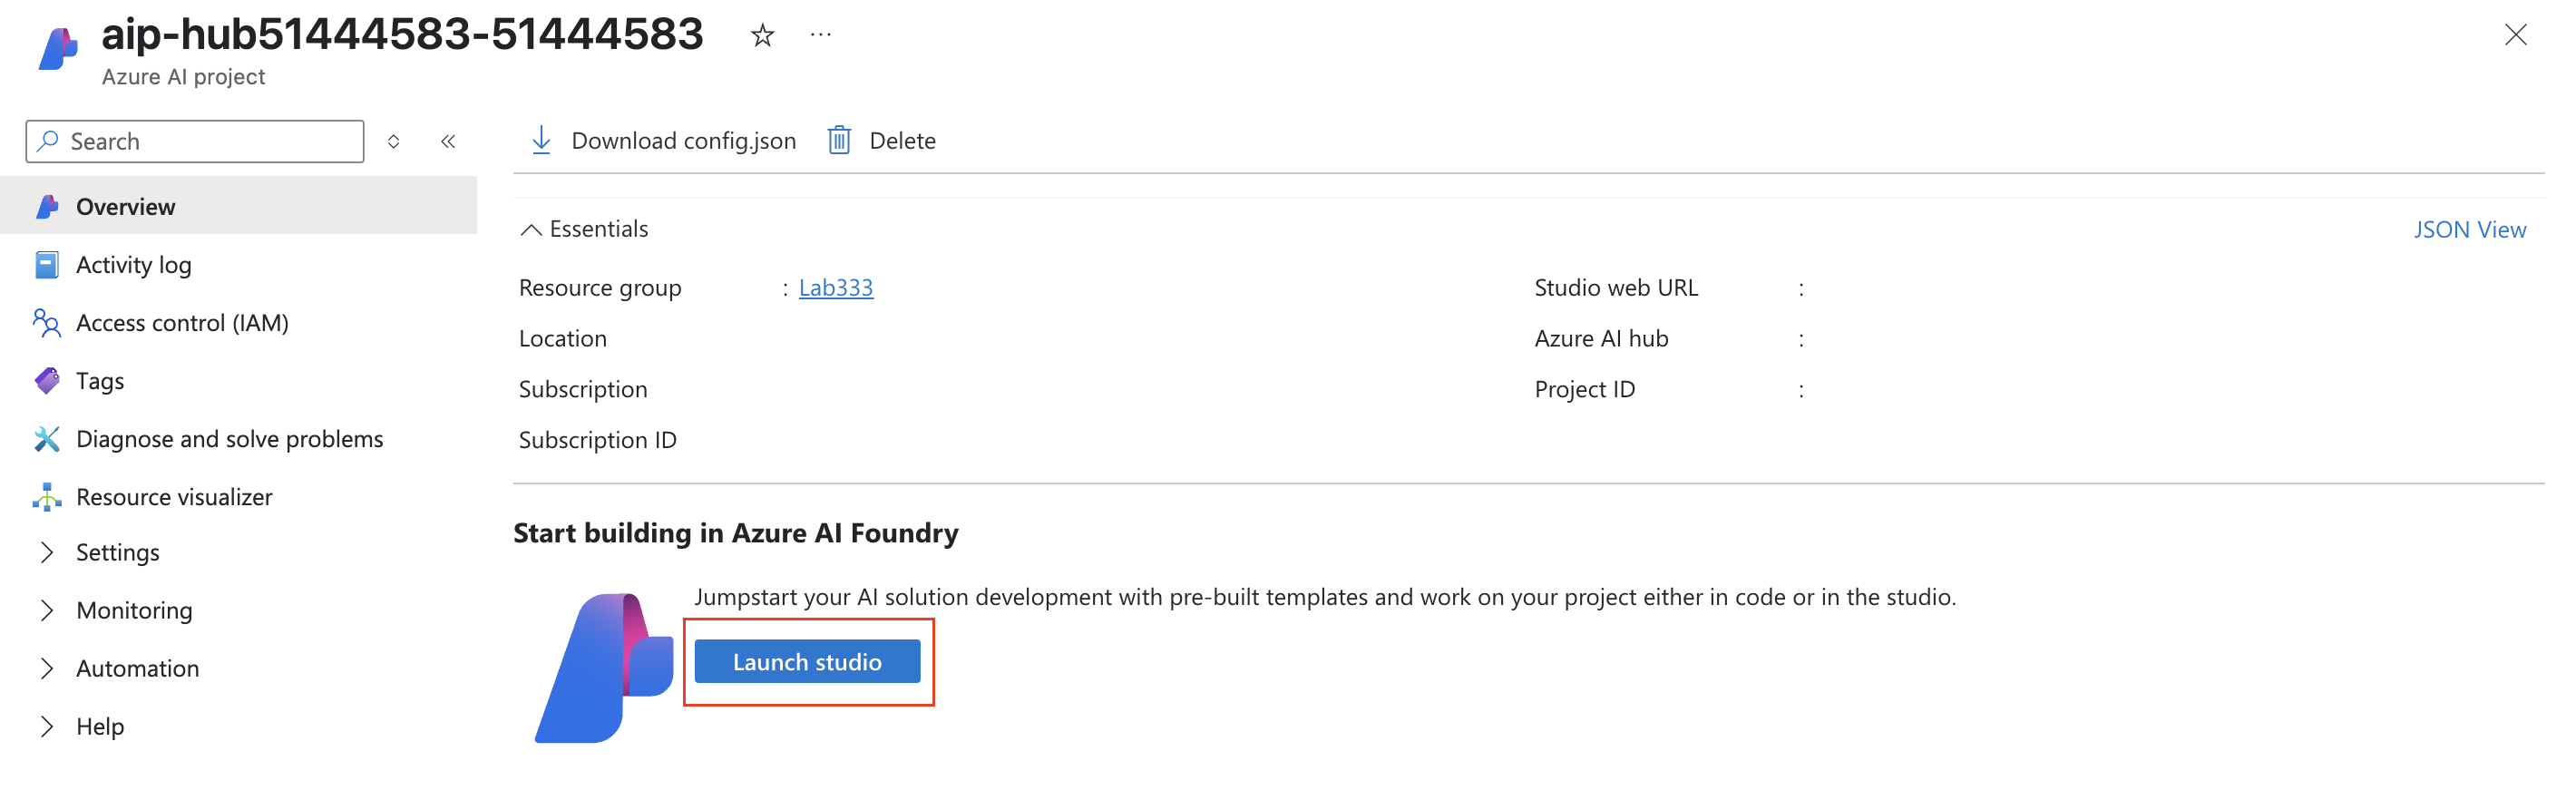 aip-hub51444583-51444583
Azure AI project
Search
Download config.json
Delete
Overview
Activity log
Access control (IAM)
Tags
Diagnose and solve problems
Resource visualizer
Settings
Monitoring
Automation
Help
Essentials
JSON View
Resource group : Lab333
Location
Subscription
Subscription ID
Studio web URL :
Azure AI hub :
Project ID :
Start building in Azure AI Foundry
Jumpstart your AI solution development with pre-built templates and work on your project either in code or in the studio.
Launch studio